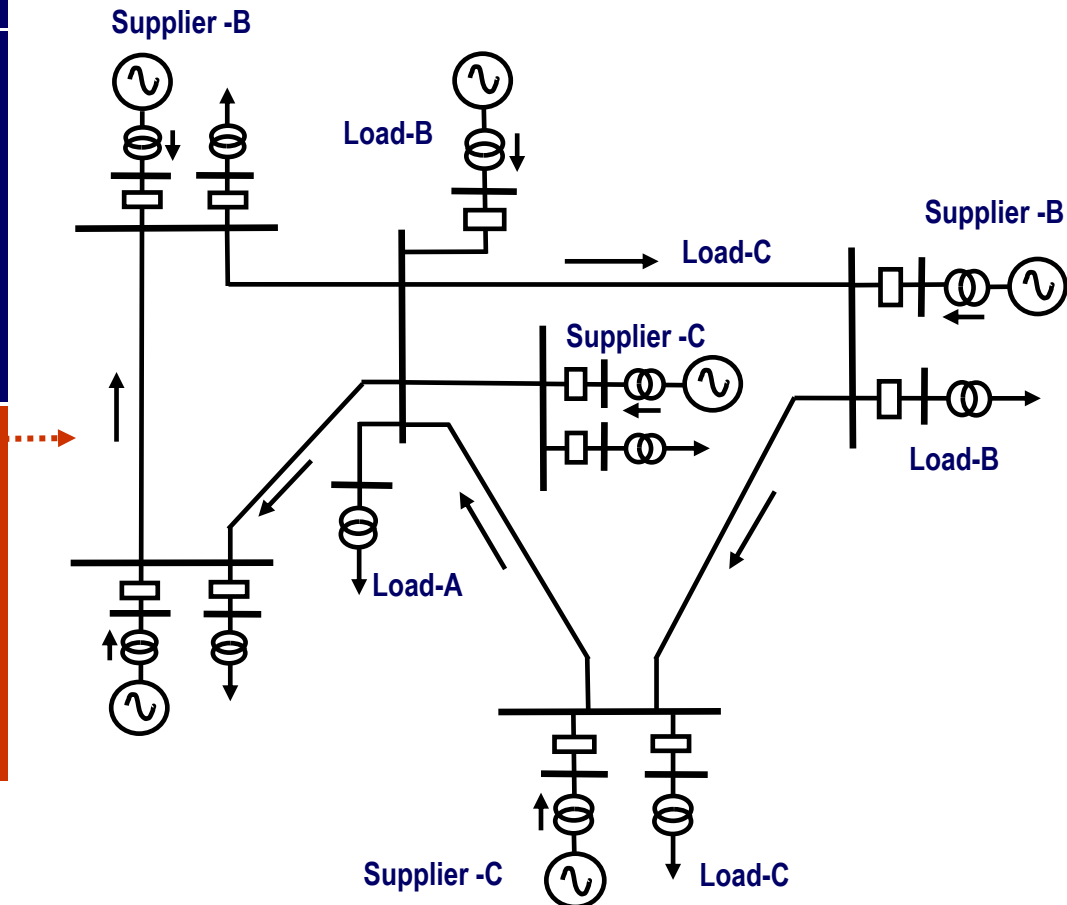 Supplier -B
Load-B
Supplier -B
Load-C
Supplier -C
Load-B
Load-A
Supplier -C
Load-C